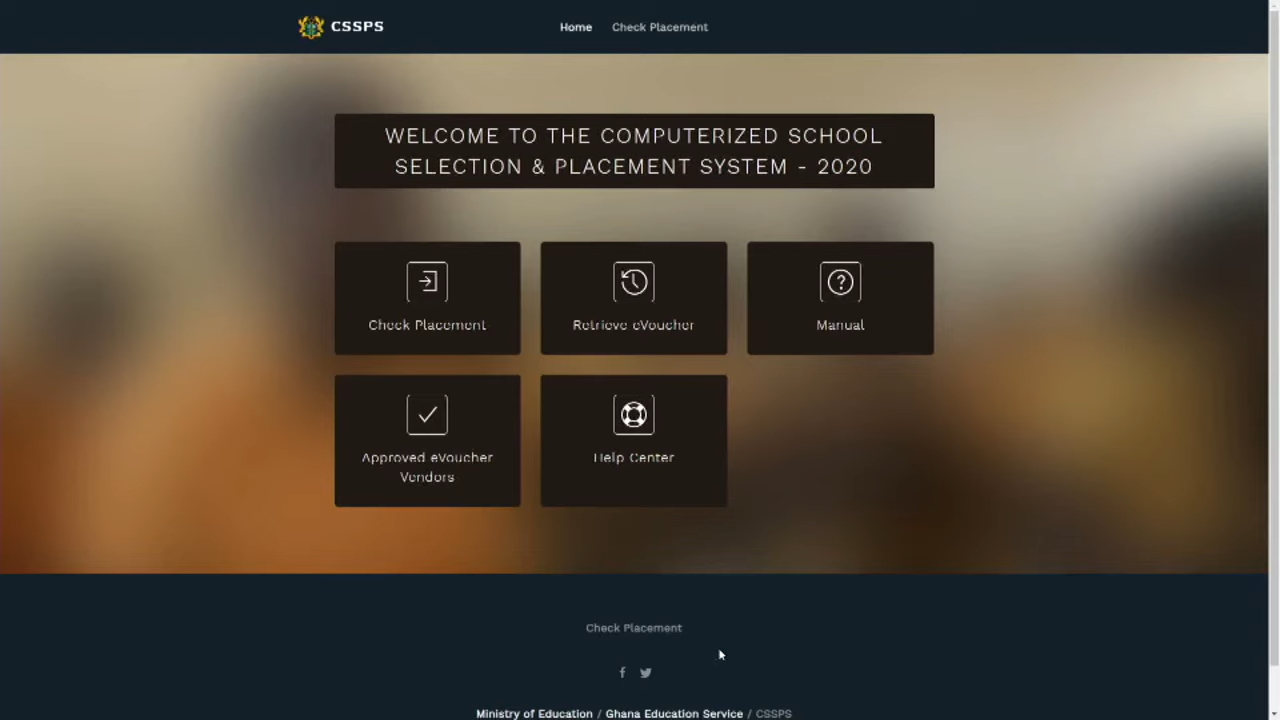 CSSPS
Home
Check Placement
WELCOME TO THE COMPUTERIZED SCHOOL
SELECTION & PLACEMENT SYSTEM - 2020
Check Placement
Retrieve eVoucher
Manual
Approved eVoucher
Vendors
Help Center
Check Placement
Ministry of Education / Ghana Education Service / CSSPS